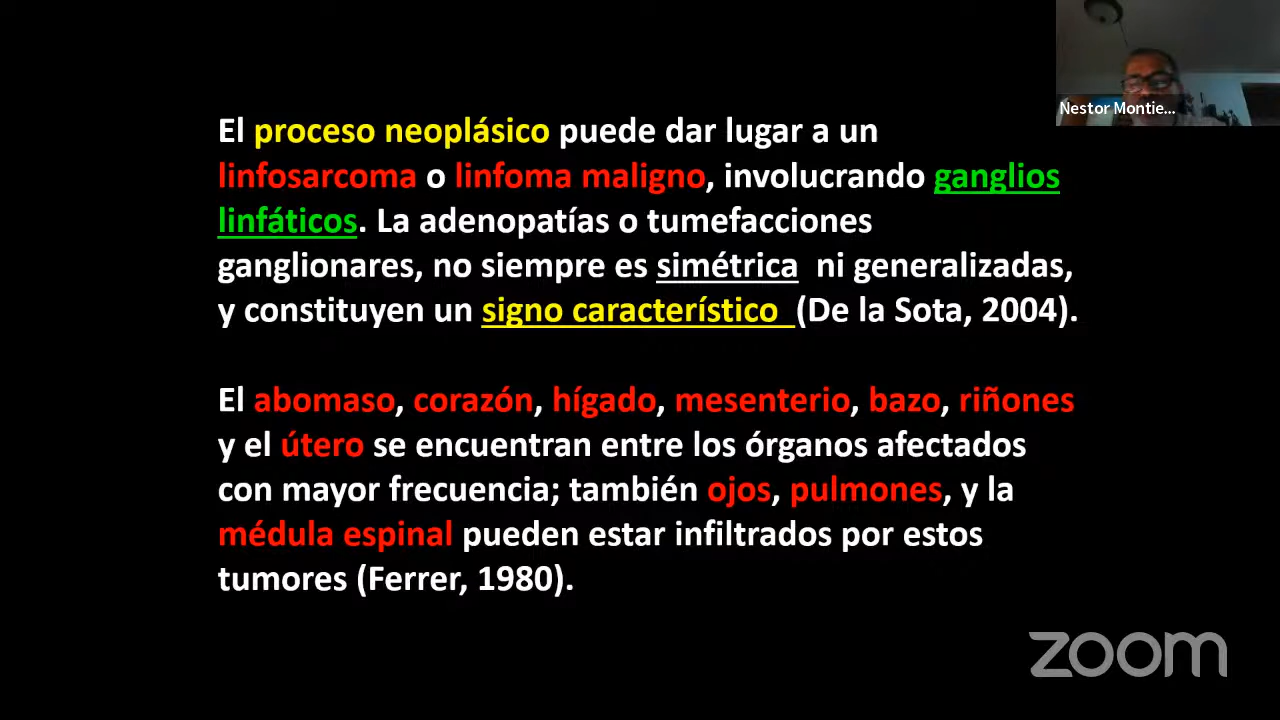 Nestor Montie...
El proceso neoplásico puede dar lugar a un
linfosarcoma o linfoma maligno, involucrando ganglios
linfáticos. La adenopatías o tumefacciones
ganglionares, no siempre es simétrica ni generalizadas,
y constituyen un signo característico (De la Sota, 2004).
El abomaso, corazón, hígado, mesenterio, bazo, riñones
y el útero se encuentran entre los órganos afectados
con mayor frecuencia; también ojos, pulmones, y la
médula espinal pueden estar infiltrados por estos
tumores (Ferrer, 1980).
zoom